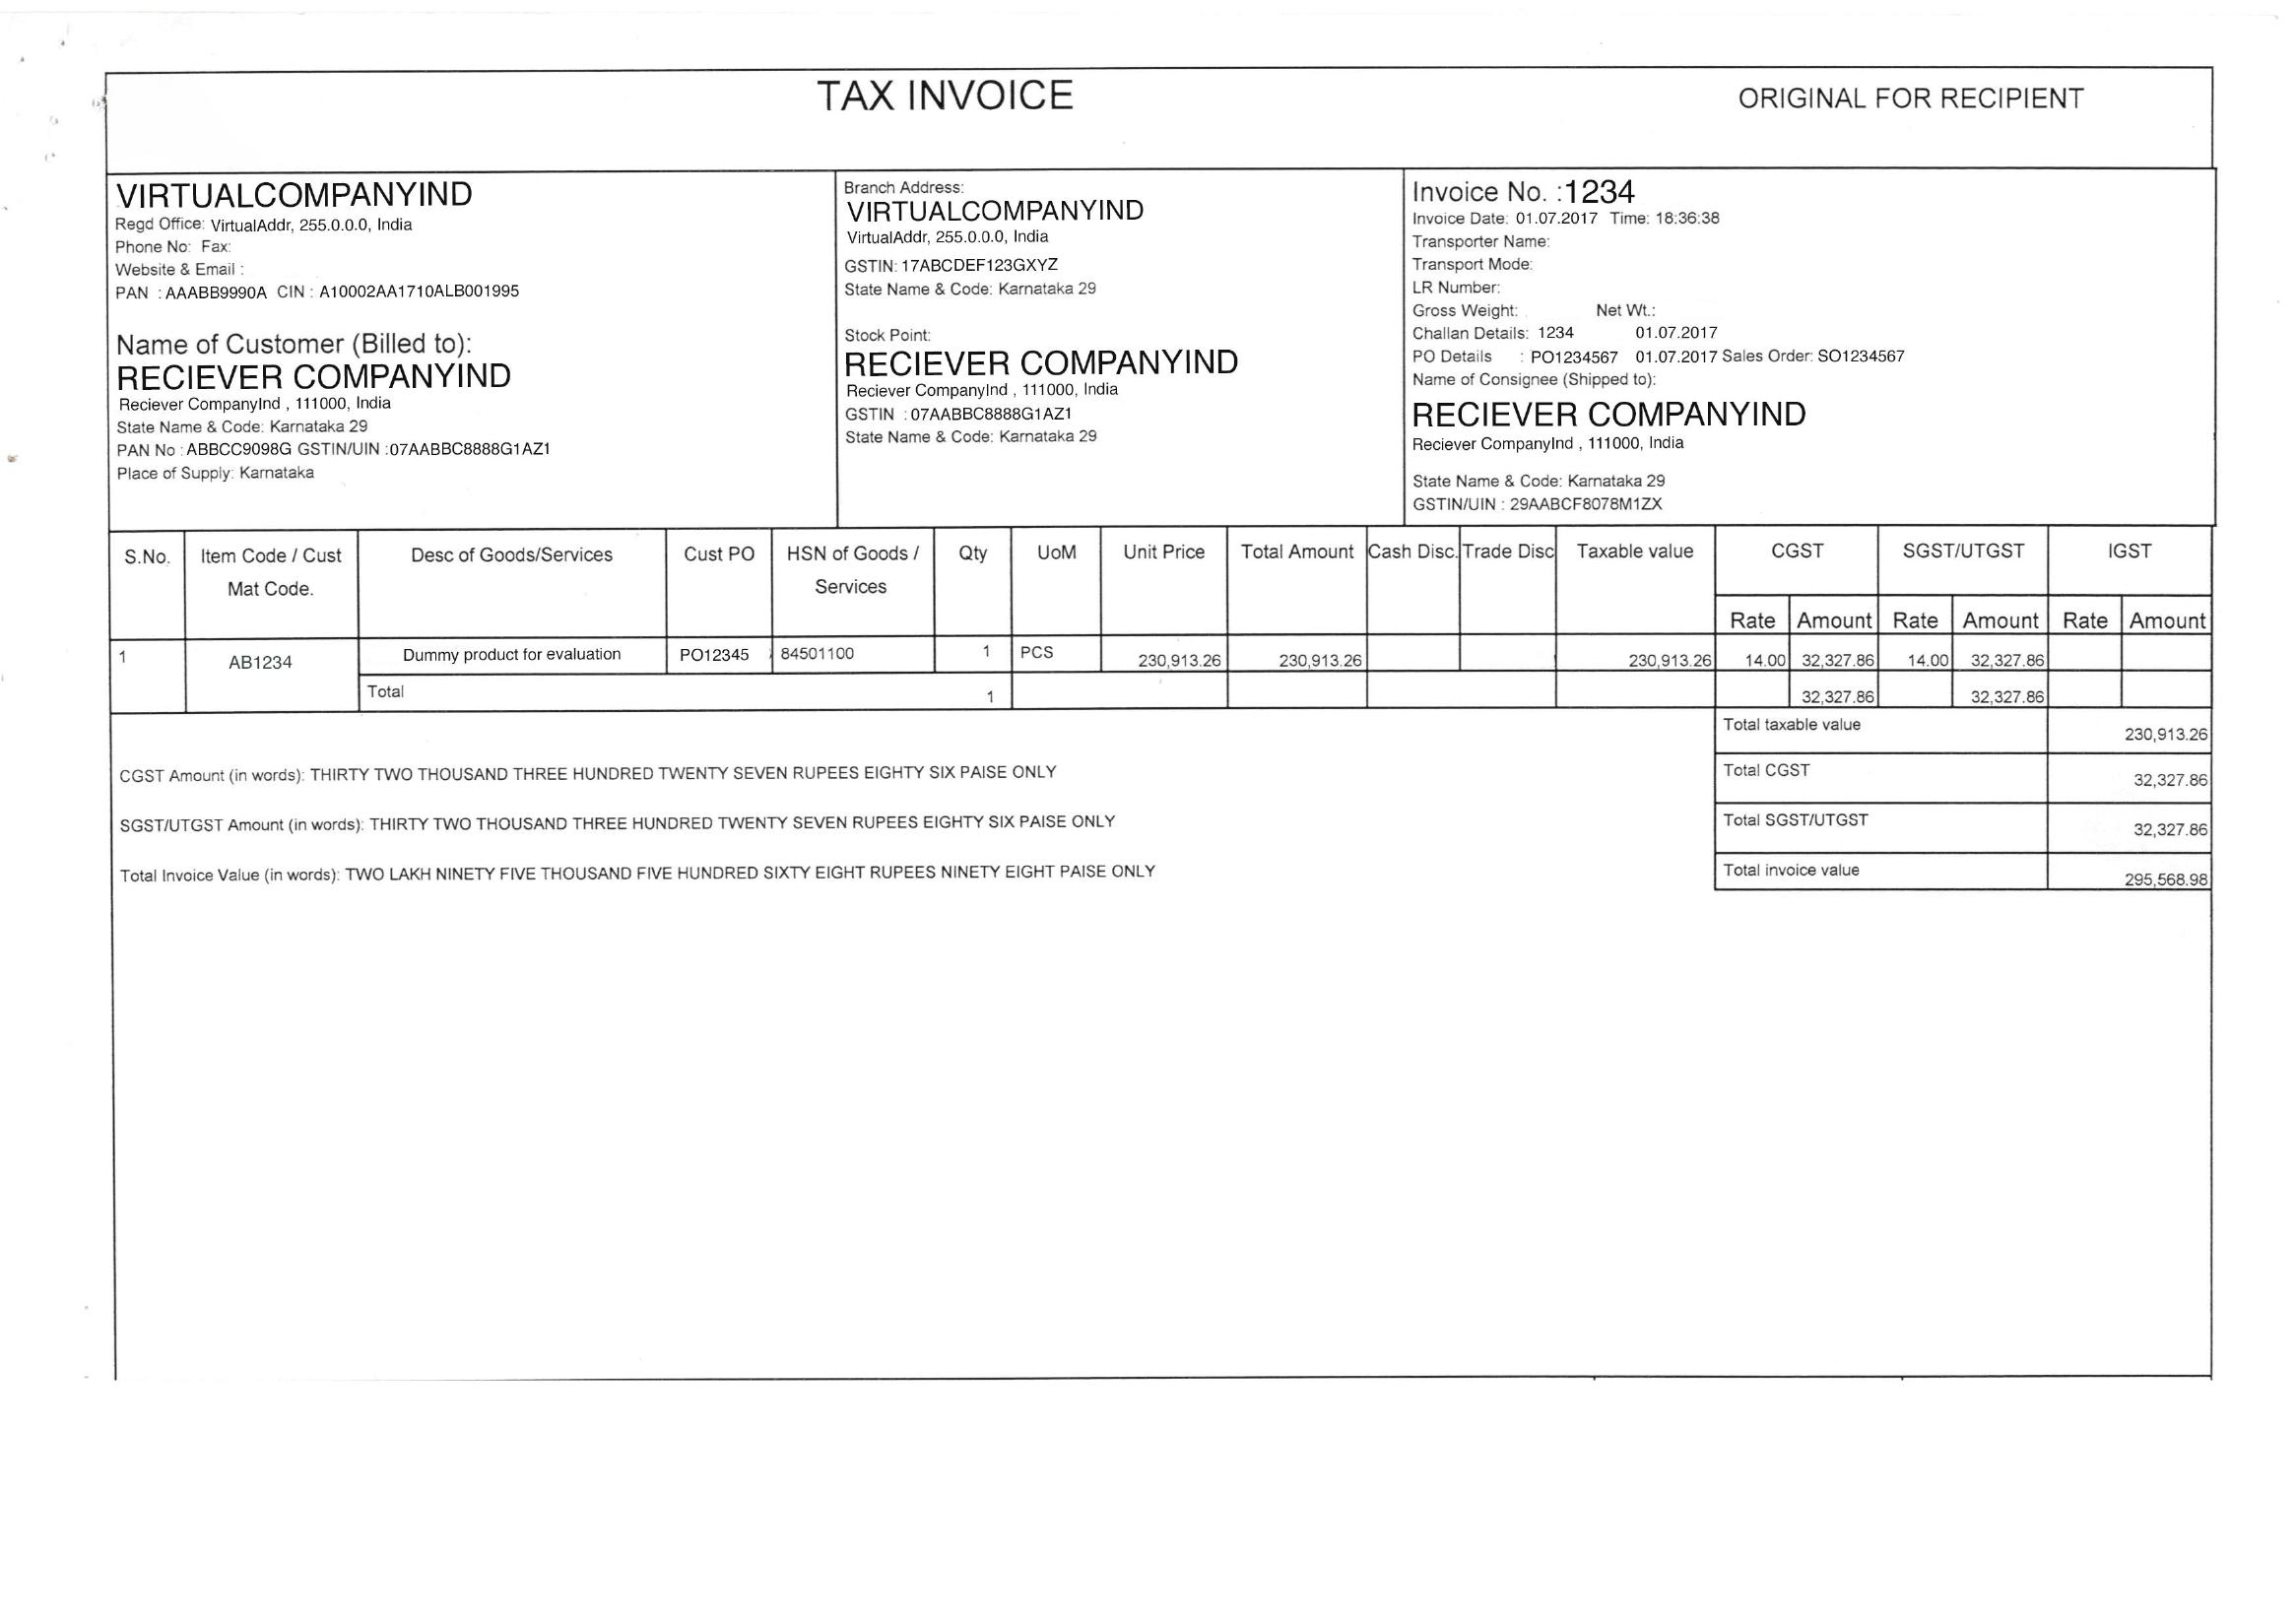 TAX INVOICE
ORIGINAL FOR RECIPIENT
VIRTUALCOMPANYIND
Regd Office: VirtualAddr, 255.0.0.0, India
Phone No: Fax:
Website & Email :
PAN : AAABB9990A CIN : A10002AA1710ALB001995
Name of Customer (Billed to):
RECIEVER COMPANYIND
Reciever CompanyInd , 111000, India
State Name & Code: Karnataka 29
PAN No : ABBCC9098G GSTIN/UIN :07AABBC8888G1AZ1
Place of Supply: Karnataka
Branch Address:
VIRTUALCOMPANYIND
VirtualAddr, 255.0.0.0, India
GSTIN: 17ABCDEF123GXYZ
State Name & Code: Karnataka 29
Stock Point:
RECIEVER COMPANYIND
Reciever CompanyInd , 111000, India
GSTIN : 07AABBC8888G1AZ1
State Name & Code: Karnataka 29
Invoice No. :1234
Invoice Date: 01.07.2017 Time: 18:36:38
Transporter Name:
Transport Mode:
LR Number:
Gross Weight: Net Wt.:
Challan Details: 1234 01.07.2017
PO Details : PO1234567 01.07.2017 Sales Order: SO1234567
Name of Consignee (Shipped to):
RECIEVER COMPANYIND
Reciever CompanyInd , 111000, India
State Name & Code: Karnataka 29
GSTIN/UIN : 29AABCF8078M1ZX
S.No. Item Code / Cust Desc of Goods/Services Cust PO HSN of Goods / Qty UoM Unit Price Total Amount Cash Disc. Trade Disc Taxable value CGST SGST/UTGST IGST
Mat Code. Services
Rate Amount Rate Amount Rate Amount
1 AB1234 Dummy product for evaluation PO12345 84501100 1 PCS 230,913.26 230,913.26 230,913.26 14.00 32,327.86 14.00 32,327.86
Total 1 32,327.86 32,327.86
Total taxable value 230,913.26
CGST Amount (in words): THIRTY TWO THOUSAND THREE HUNDRED TWENTY SEVEN RUPEES EIGHTY SIX PAISE ONLY
Total CGST 32,327.86
SGST/UTGST Amount (in words): THIRTY TWO THOUSAND THREE HUNDRED TWENTY SEVEN RUPEES EIGHTY SIX PAISE ONLY
Total SGST/UTGST 32,327.86
Total Invoice Value (in words): TWO LAKH NINETY FIVE THOUSAND FIVE HUNDRED SIXTY EIGHT RUPEES NINETY EIGHT PAISE ONLY
Total invoice value 295,568.98